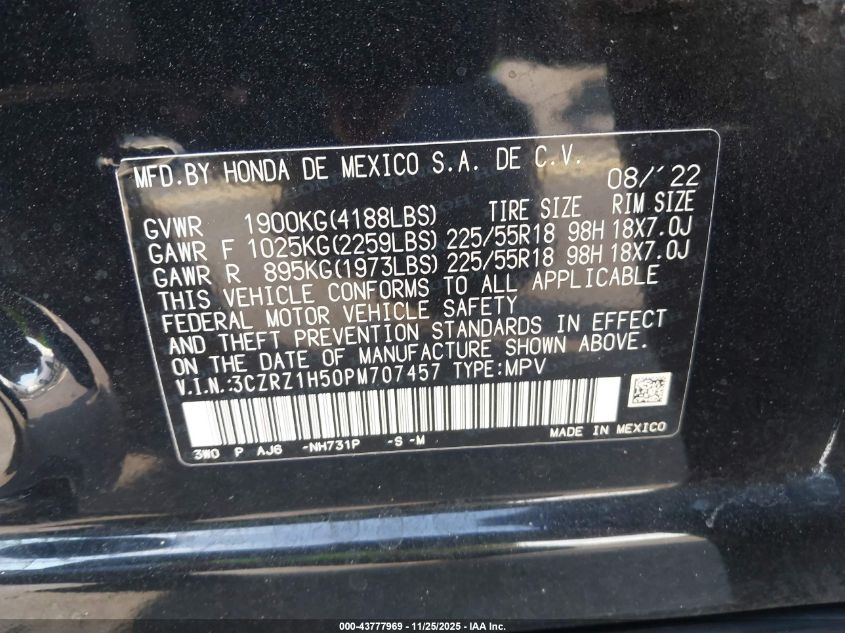 MFD.BY HONDA DE MEXICO S.A. DE C.V. 08/'22
GVWR 1900KG(4188LBS) TIRE SIZE RIM SIZE
GAWR F 1025KG(2259LBS) 225/55R18 98H 18X7.0J
GAWR R 895KG(1973LBS) 225/55R18 98H 18X7.0J
THIS VEHICLE CONFORMS TO ALL APPLICABLE
FEDERAL MOTOR VEHICLE SAFETY
AND THEFT PREVENTION STANDARDS IN EFFECT
ON THE DATE OF MANUFACTURE SHOWN ABOVE.
V.I.N.:3CZRZ1H50PM707457 TYPE:MPV
3W0 P AJ6 -NH731P -S -M MADE IN MEXICO
000-43777969 - 11/25/2025 - IAA Inc.